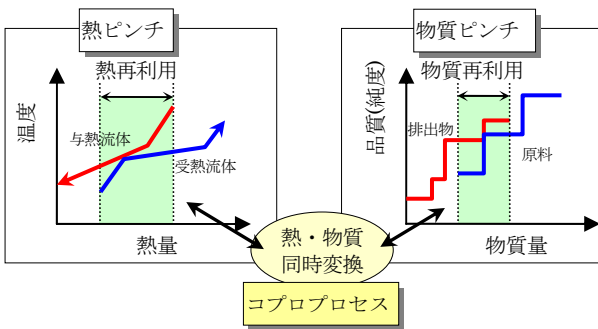 熱ピンチ
熱再利用
温度
与熱流体
受熱流体
熱量
物質ピンチ
物質再利用
品質(純度)
排出物
原料
物質量
熱・物質
同時変換
コプロプロセス